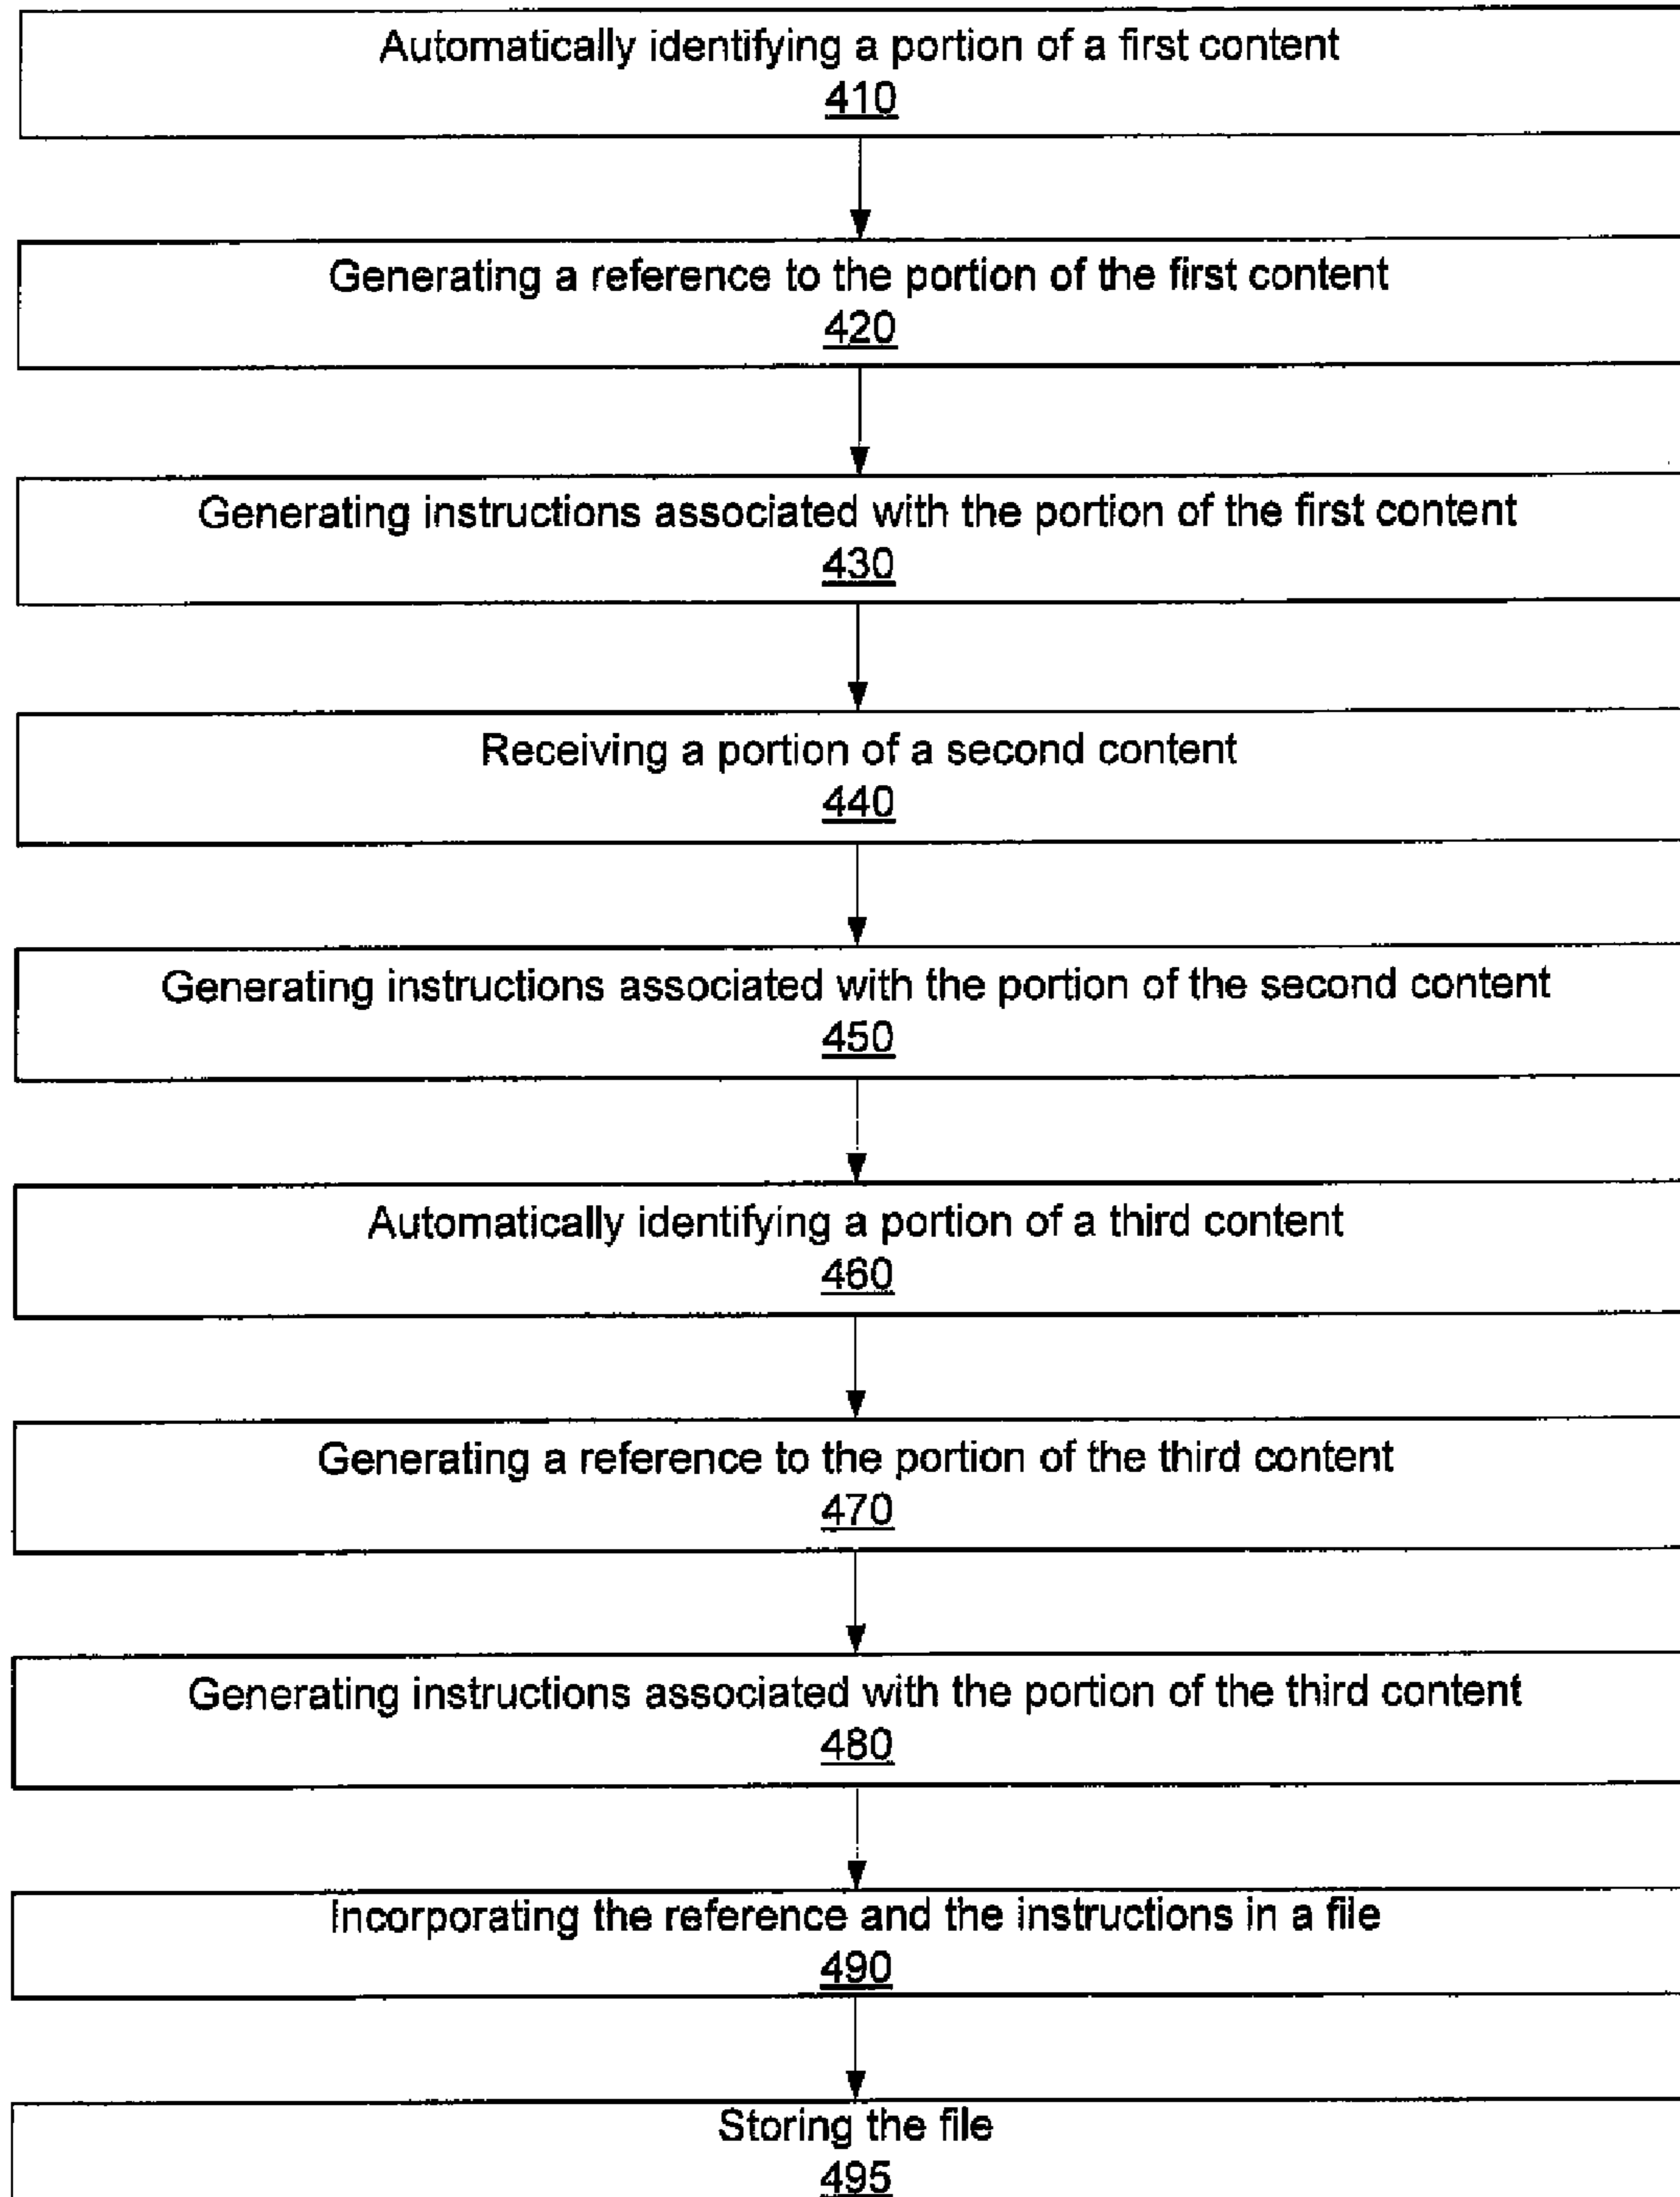 Automatically identifying a portion of a first content
410
Generating a reference to the portion of the first content
420
Generating instructions associated with the portion of the first content
430
Receiving a portion of a second content
440
Generating instructions associated with the portion of the second content
450
Automatically identifying a portion of a third content
460
Generating a reference to the portion of the third content
470
Generating instructions associated with the portion of the third content
480
Incorporating the reference and the instructions in a file
490
Storing the file
495